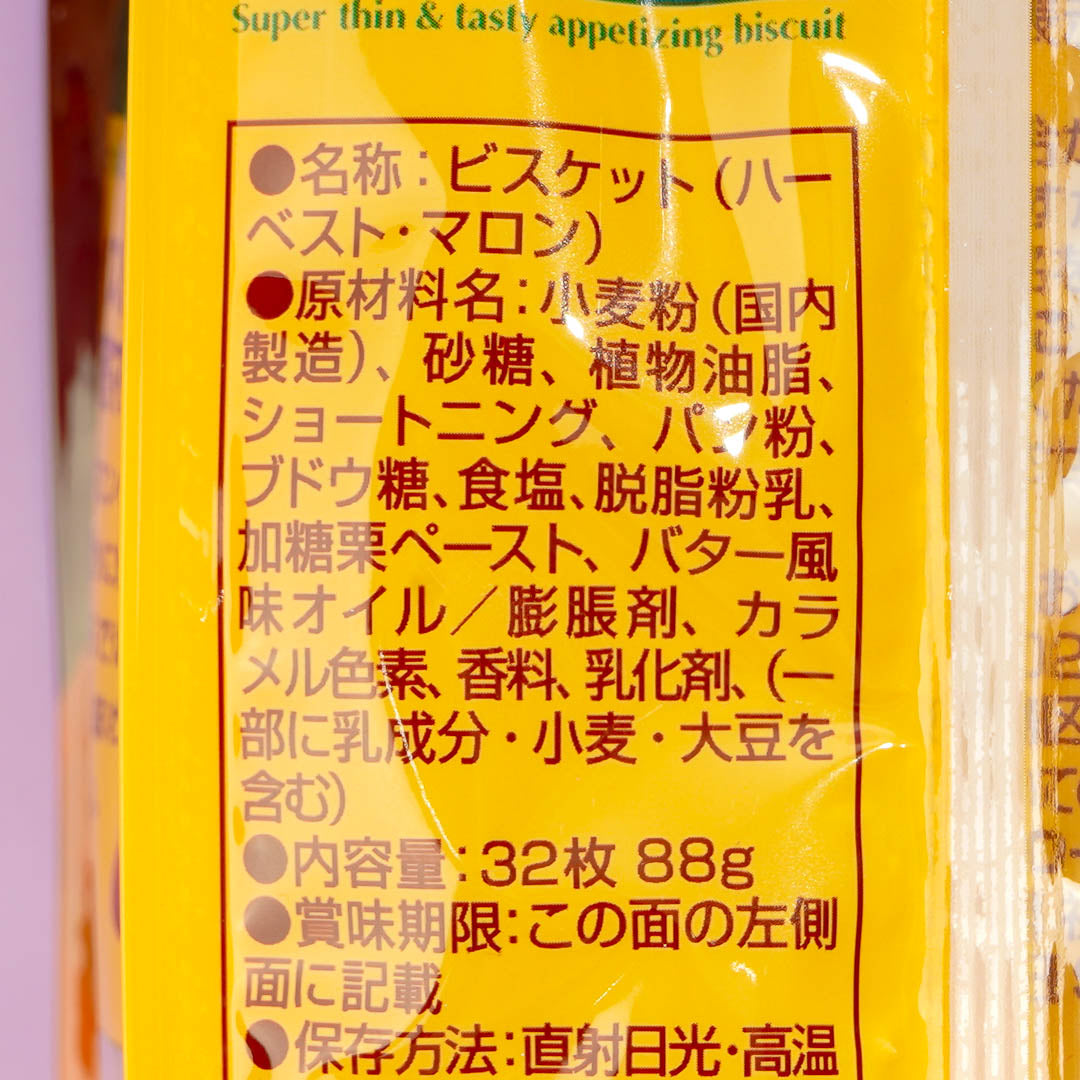 Super thin & tasty appetizing biscuit
●名称：ビスケット(ハー
ベスト・マロン)
●原材料名：小麦粉(国内
製造)、砂糖、植物油脂、
ショートニング、パン粉、
ブドウ糖、食塩、脱脂粉乳、
加糖栗ペースト、バター風
味オイル／膨脹剤、カラ
メル色素、香料、乳化剤、(一
部に乳成分・小麦・大豆を
含む)
●内容量：32枚 88g
●賞味期限：この面の左側
面に記載
●保存方法：直射日光・高温